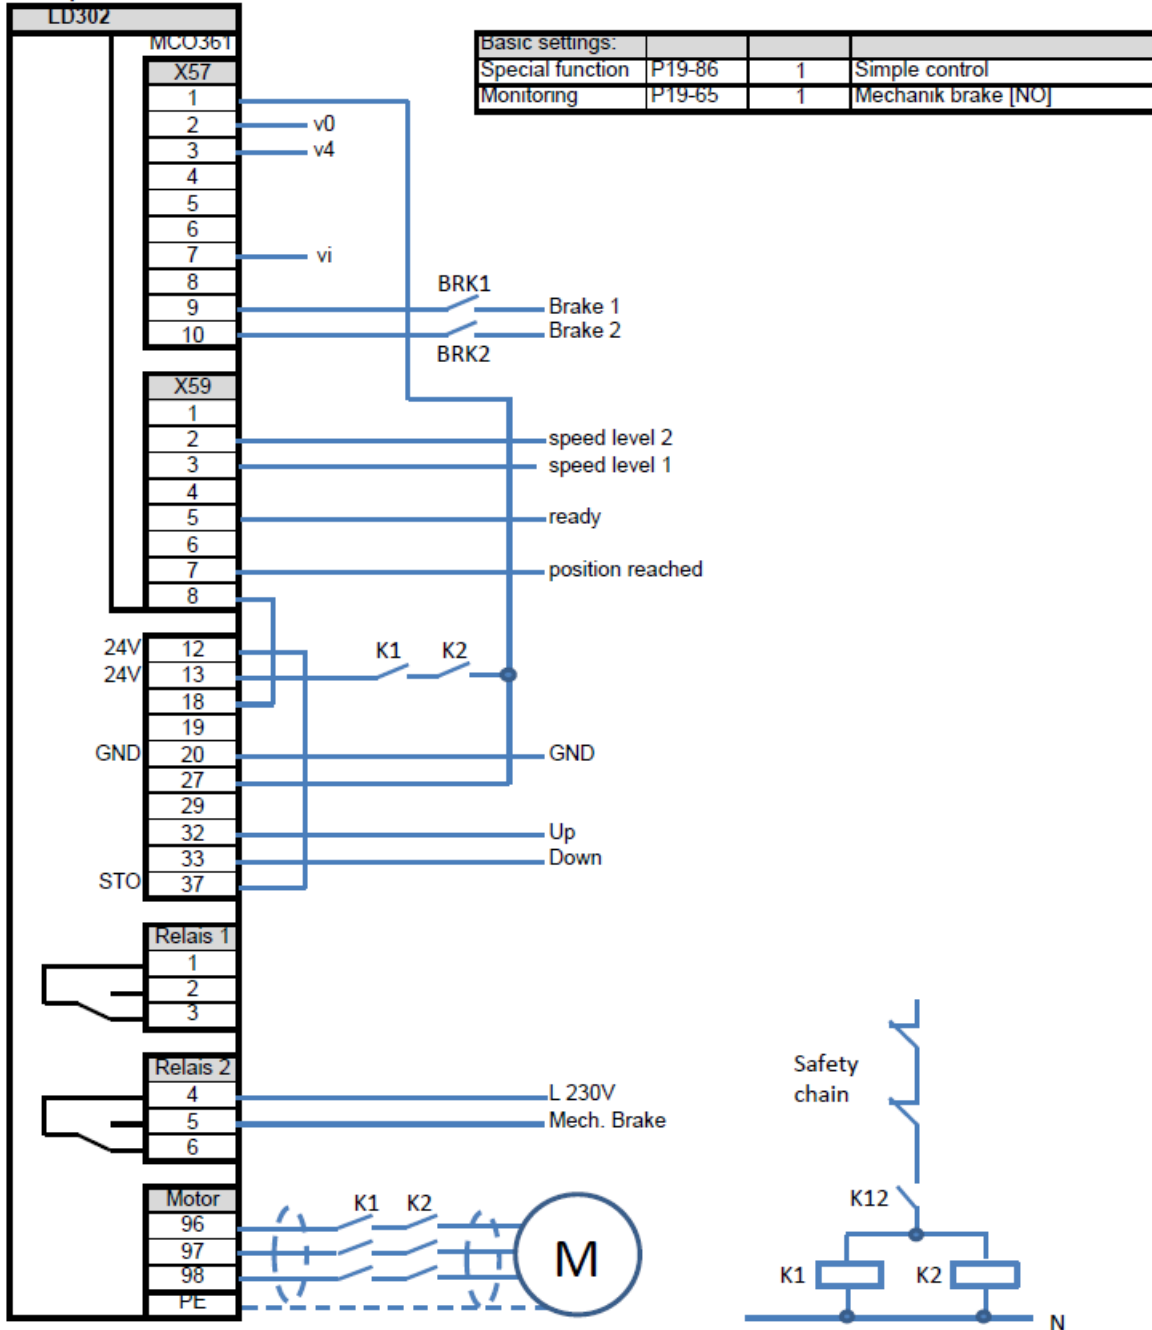 LD302
MCO361
Basic settings:
Special function P19-86 1 Simple control
Monitoring P19-65 1 Mechanik brake [NO]
X57
1
2 v0
3 v4
4
5
6
7 vi
8
BRK1
9 Brake 1
10 Brake 2
BRK2
X59
1
2 speed level 2
3 speed level 1
4
5 ready
6
7 position reached
8
24V 12 K1 K2
24V 13
18
19
GND 20 GND
27
29
32 Up
33 Down
STO 37
Relais 1
1
2
3
Relais 2
4 L 230V
5 Mech. Brake
6
Motor
96 K1 K2
97 M
98
PE
Safety
chain
K12
K1 K2
N